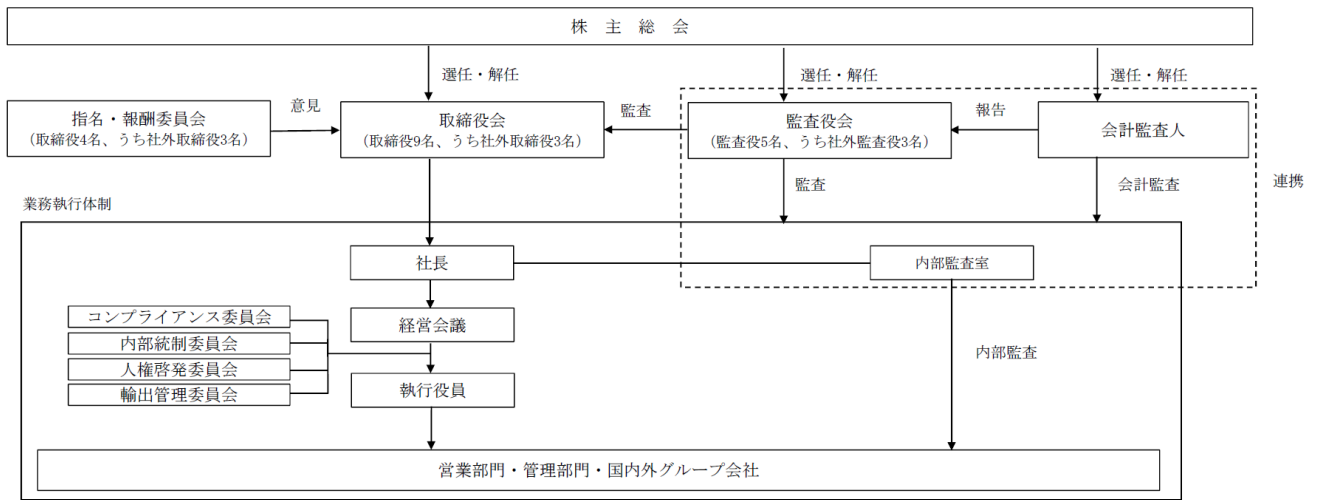 株 主 総 会
選任・解任
選任・解任
選任・解任
指名・報酬委員会
(取締役4名、うち社外取締役3名)
意見
取締役会
(取締役9名、うち社外取締役3名)
監査
監査役会
(監査役5名、うち社外監査役3名)
報告
会計監査人
連携
監査
会計監査
業務執行体制
社長
内部監査室
コンプライアンス委員会
経営会議
内部統制委員会
内部監査
人権啓発委員会
執行役員
輸出管理委員会
営業部門・管理部門・国内外グループ会社